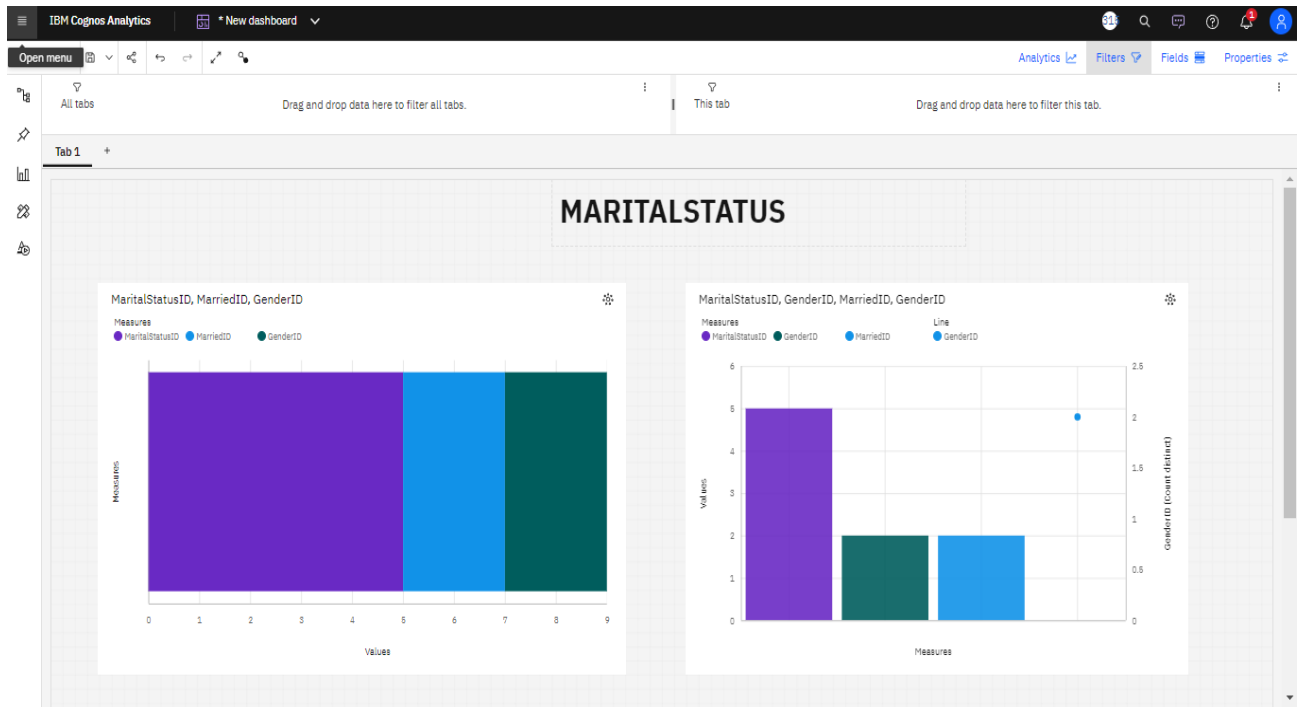 IBM Cognos Analytics
* New dashboard
1
Open menu
Analytics
Filters
Fields
Properties
All tabs
Drag and drop data here to filter all tabs.
This tab
Drag and drop data here to filter this tab.
Tab 1 +
MARITALSTATUS
MaritalStatusID, MarriedID, GenderID
Measures
MaritalStatusID MarriedID GenderID
Measures
0 1 2 3 4 5 6 7 8 9
Values
MaritalStatusID, GenderID, MarriedID, GenderID
Measures Line
MaritalStatusID GenderID MarriedID GenderID
6
5
4
3
2
1
0
Values
2.5
2
1.5
1
0.5
0
GenderID (Count distinct)
Measures